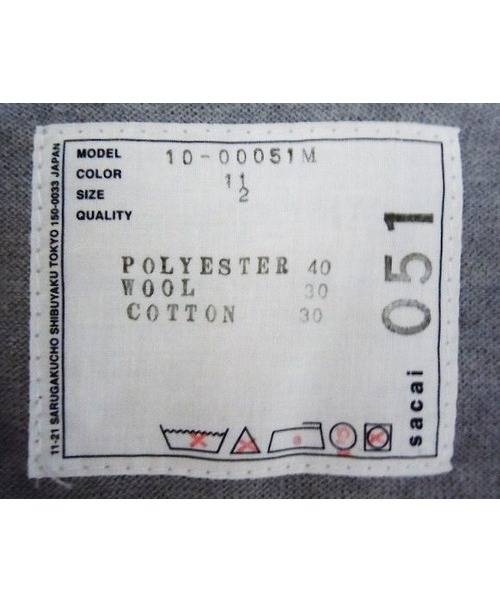 MODEL 10-00051M
COLOR 11
SIZE 2
QUALITY
POLYESTER 40
WOOL 30
COTTON 30
sacai 051
11-21 SARUGAKUCHO SHIBUYAKU TOKYO 150-0033 JAPAN